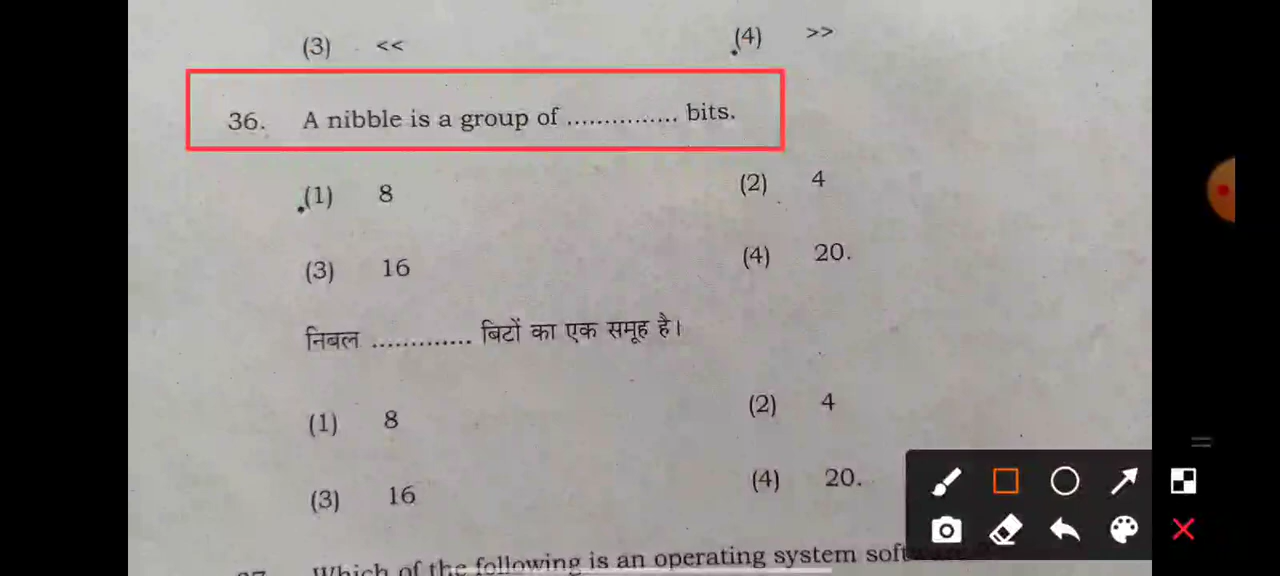 (3) << (4) >>
36. A nibble is a group of ............... bits.
(1) 8 (2) 4
(3) 16 (4) 20.
निबल ............. बिटों का एक समूह है।
(1) 8 (2) 4
(3) 16 (4) 20.
Which of the following is an operating system